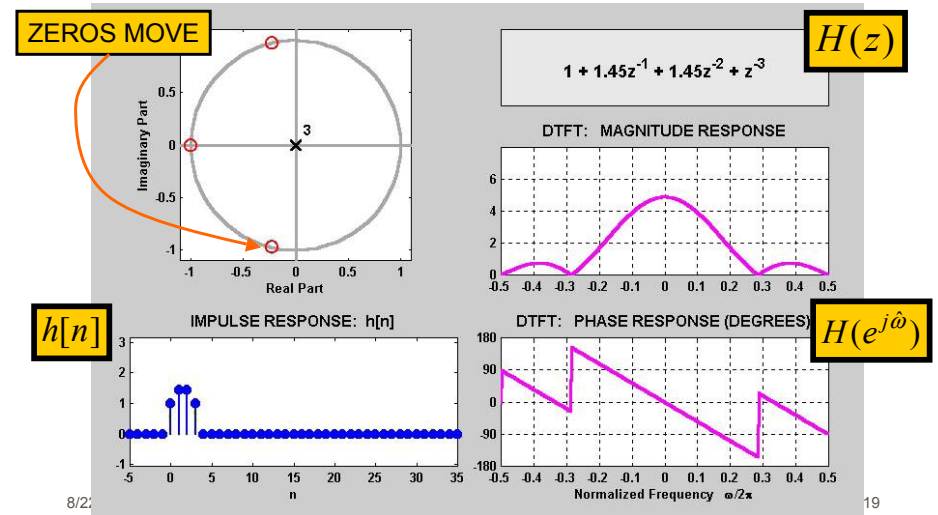 ZEROS MOVE
H(z)
1 + 1.45z⁻¹ + 1.45z⁻² + z⁻³
Imaginary Part
0.5
0
-0.5
-1
3
-1 -0.5 0 0.5 1
Real Part
DTFT: MAGNITUDE RESPONSE
6
4
2
0
-0.5 -0.4 -0.3 -0.2 -0.1 0 0.1 0.2 0.3 0.4 0.5
h[n]
IMPULSE RESPONSE: h[n]
3
2
1
0
-1
-5 0 5 10 15 20 25 30 35
n
DTFT: PHASE RESPONSE (DEGREES)
H(e^{jω̂})
180
90
0
-90
-180
-0.5 -0.4 -0.3 -0.2 -0.1 0 0.1 0.2 0.3 0.4 0.5
Normalized Frequency ω/2π
8/22
19